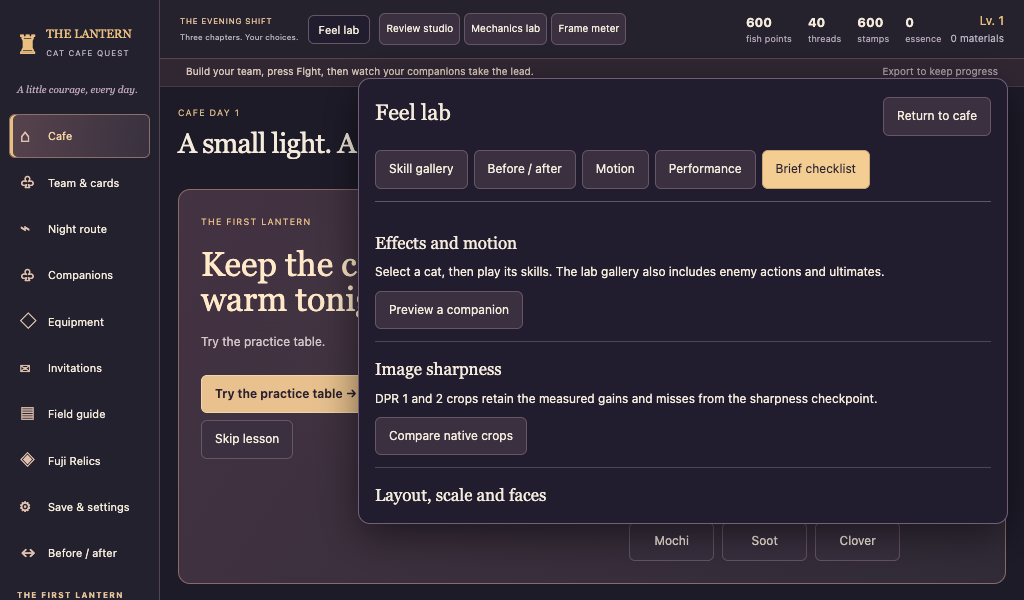 THE LANTERN
CAT CAFE QUEST
A little courage, every day.
Cafe
Team & cards
Night route
Companions
Equipment
Invitations
Field guide
Fuji Relics
Save & settings
Before / after
THE FIRST LANTERN
THE EVENING SHIFT
Three chapters. Your choices.
Feel lab
Review studio
Mechanics lab
Frame meter
600
fish points
40
threads
600
stamps
0
essence
Lv. 1
0 materials
Build your team, press Fight, then watch your companions take the lead.
Export to keep progress
CAFE DAY 1
A small light. A
THE FIRST LANTERN
Keep the c
warm tonig
Try the practice table.
Try the practice table →
Skip lesson
Feel lab
Return to cafe
Skill gallery
Before / after
Motion
Performance
Brief checklist
Effects and motion
Select a cat, then play its skills. The lab gallery also includes enemy actions and ultimates.
Preview a companion
Image sharpness
DPR 1 and 2 crops retain the measured gains and misses from the sharpness checkpoint.
Compare native crops
Layout, scale and faces
Mochi
Soot
Clover